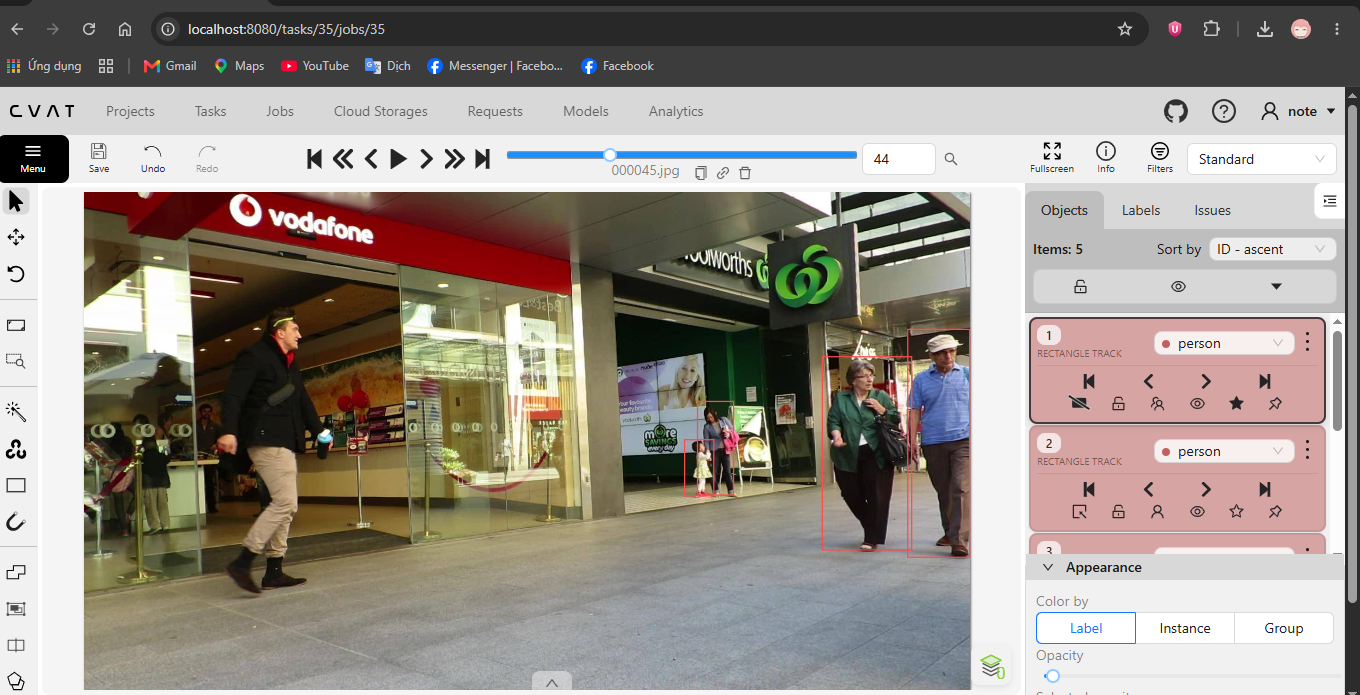 localhost:8080/tasks/35/jobs/35
Ứng dụng
Gmail
Maps
YouTube
Dịch
Messenger | Facebo...
Facebook
CVAT
Projects
Tasks
Jobs
Cloud Storages
Requests
Models
Analytics
note
Menu
Save
Undo
Redo
000045.jpg
44
Fullscreen
Info
Filters
Standard
vodafone
oolworths
more
SAVINGS
everyday
Objects
Labels
Issues
Items: 5
Sort by
ID - ascent
1
person
RECTANGLE TRACK
2
person
RECTANGLE TRACK
3
Appearance
Color by
Label
Instance
Group
Opacity
0